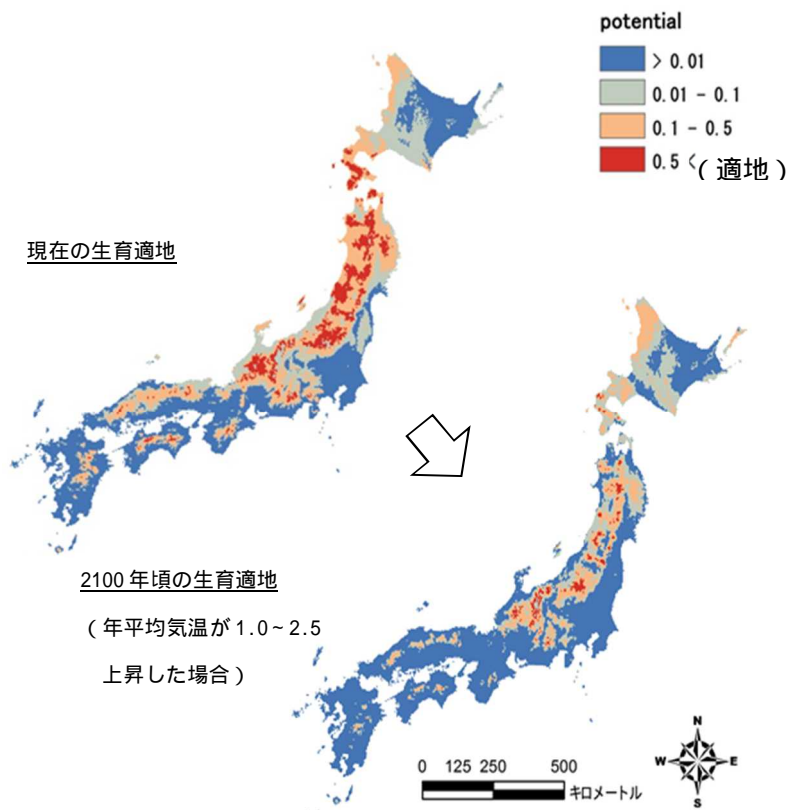 potential
> 0.01
0.01 - 0.1
0.1 - 0.5
0.5 <(適地)
現在の生育適地
2100年頃の生育適地
(年平均気温が1.0~2.5
上昇した場合)
N
W E
S
0 125 250 500
キロメートル